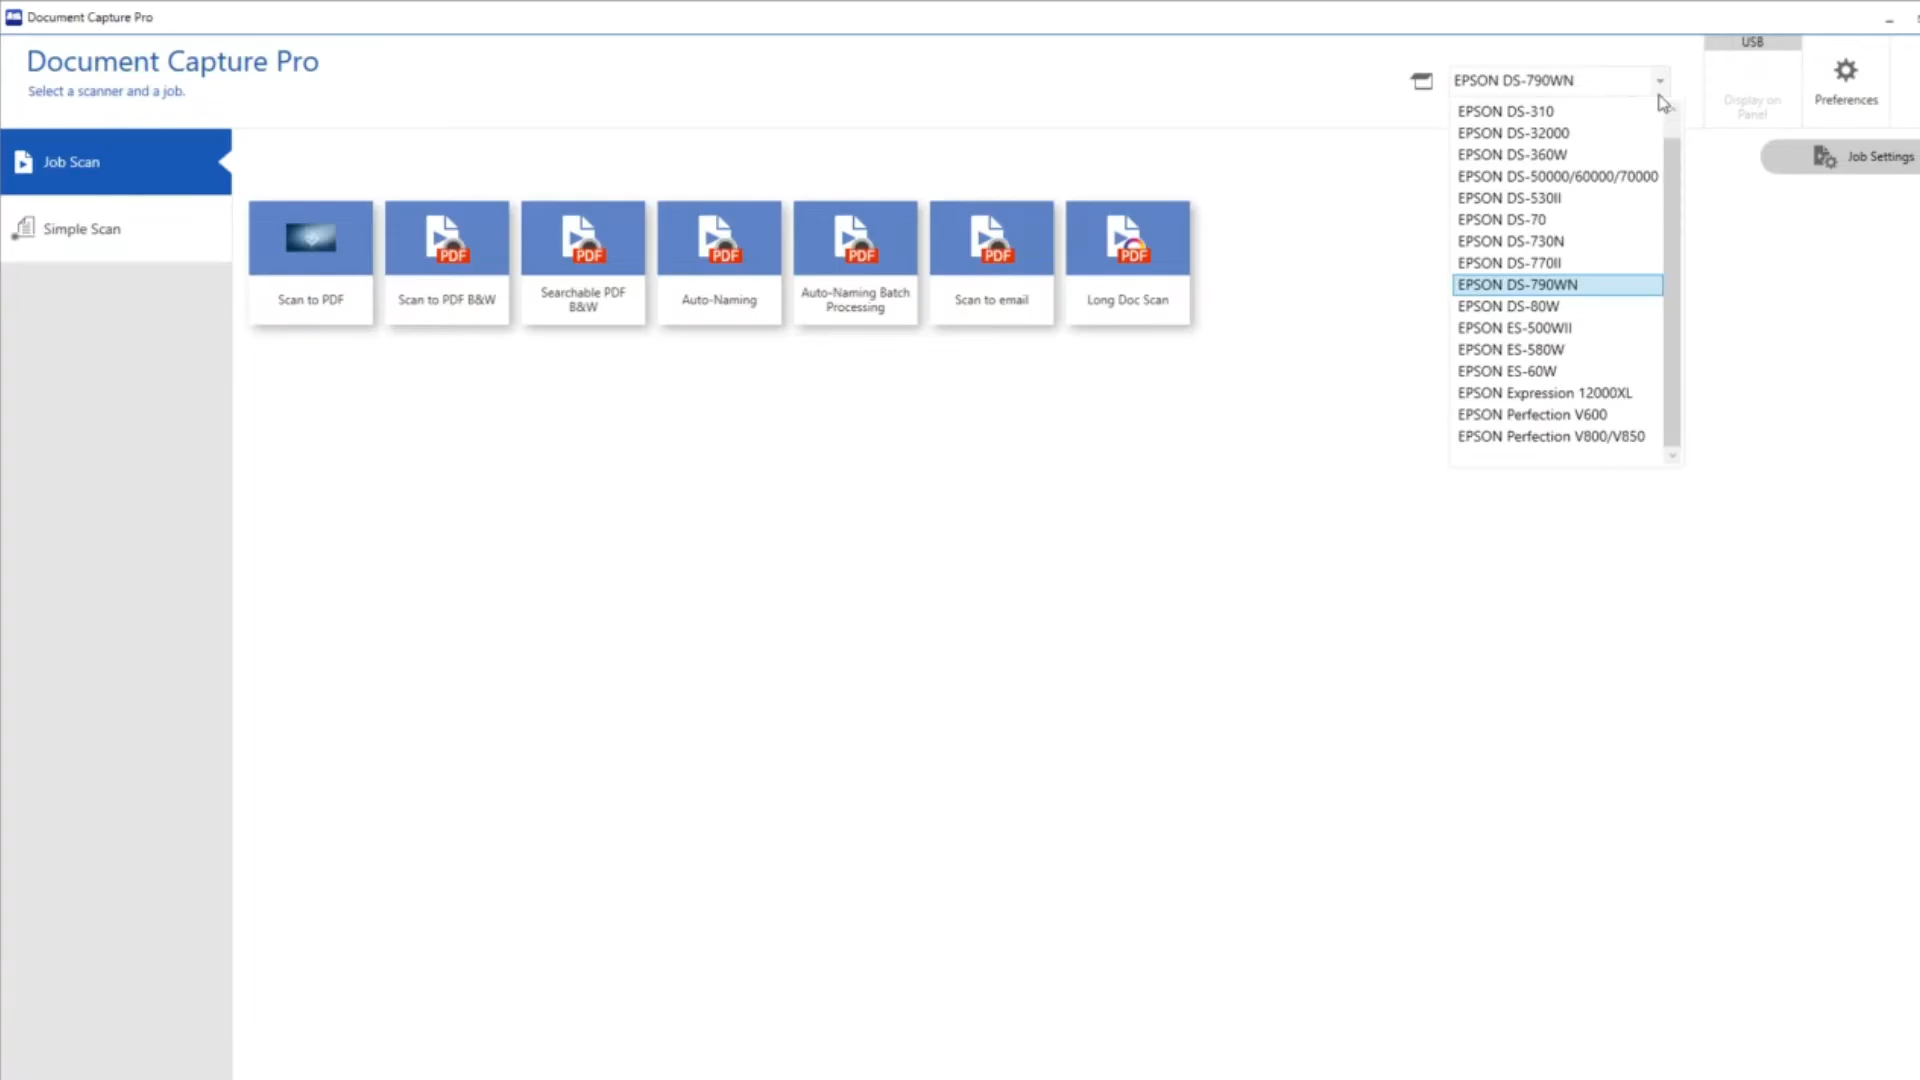 Document Capture Pro
Document Capture Pro
Select a scanner and a job.
EPSON DS-790WN
USB
Display on
Panel
Preferences
Job Scan
Simple Scan
Job Settings
PDF
PDF
PDF
PDF
PDF
PDF
Scan to PDF
Scan to PDF B&W
Searchable PDF
B&W
Auto-Naming
Auto-Naming Batch
Processing
Scan to email
Long Doc Scan
EPSON DS-310
EPSON DS-32000
EPSON DS-360W
EPSON DS-50000/60000/70000
EPSON DS-530II
EPSON DS-70
EPSON DS-730N
EPSON DS-770II
EPSON DS-790WN
EPSON DS-80W
EPSON ES-500WII
EPSON ES-580W
EPSON ES-60W
EPSON Expression 12000XL
EPSON Perfection V600
EPSON Perfection V800/V850